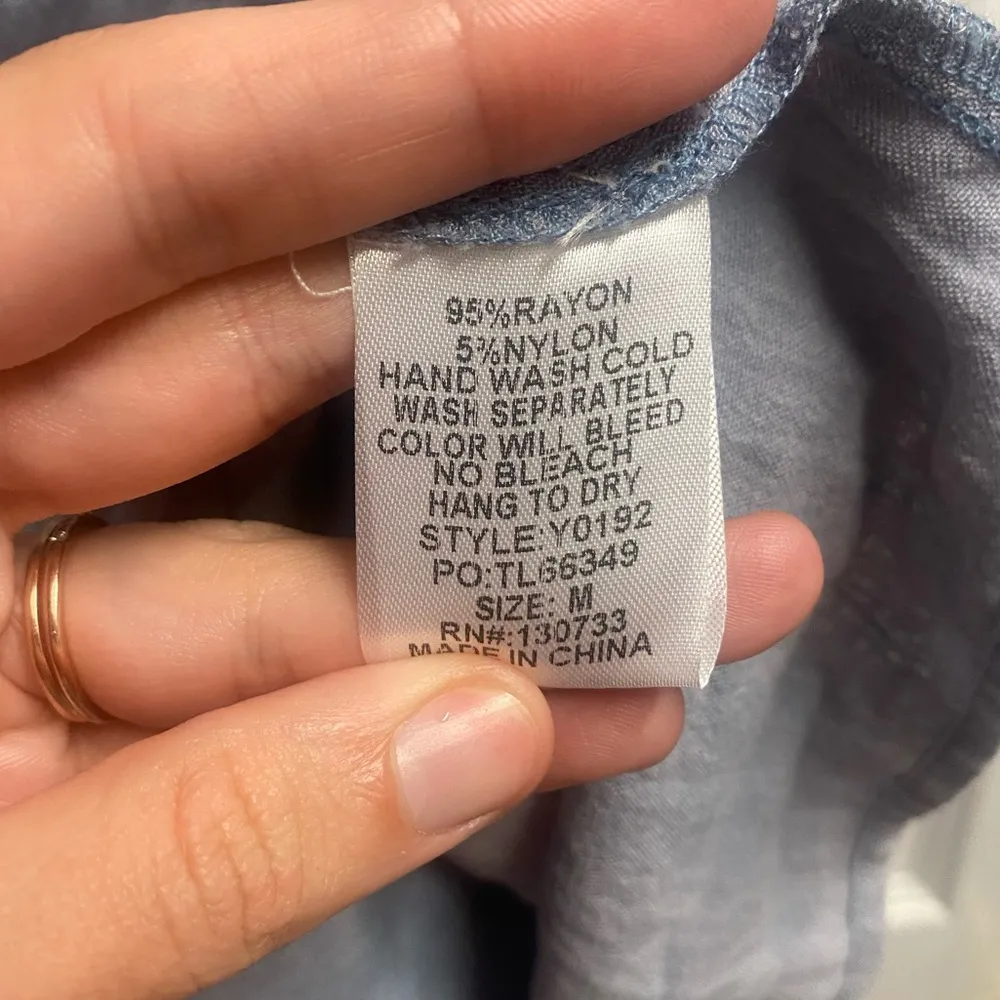 95%RAYON
5%NYLON
HAND WASH COLD
WASH SEPARATELY
COLOR WILL BLEED
NO BLEACH
HANG TO DRY
STYLE:Y0192
PO:TL66349
SIZE: M
RN#:130733
MADE IN CHINA